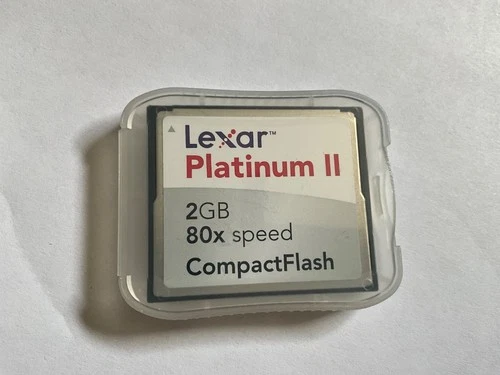 Lexar™
Platinum II
2GB
80x speed
CompactFlash